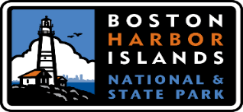 BOSTON
HARBOR
ISLANDS
NATIONAL &
STATE PARK